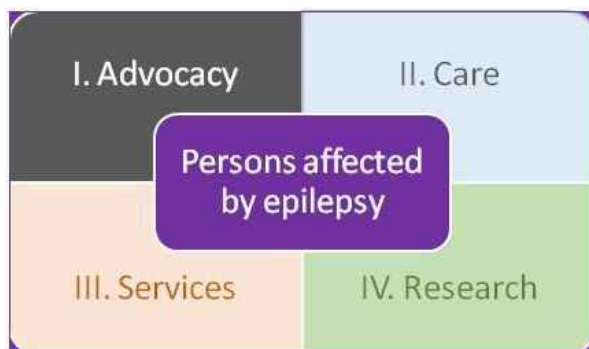 I. Advocacy
II. Care
Persons affected
by epilepsy
III. Services
IV. Research